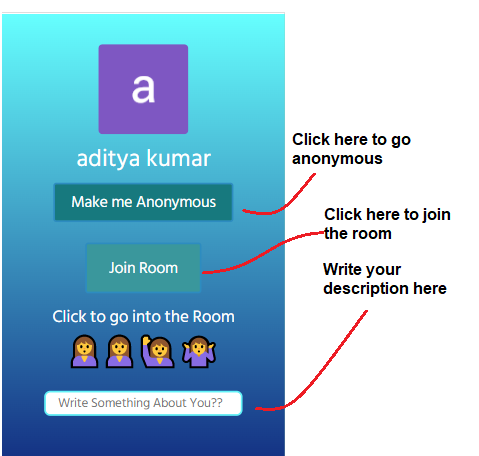 a
aditya kumar
Make me Anonymous
Click here to go
anonymous
Join Room
Click here to join
the room
Click to go into the Room
Write your
description here
Write Something About You??